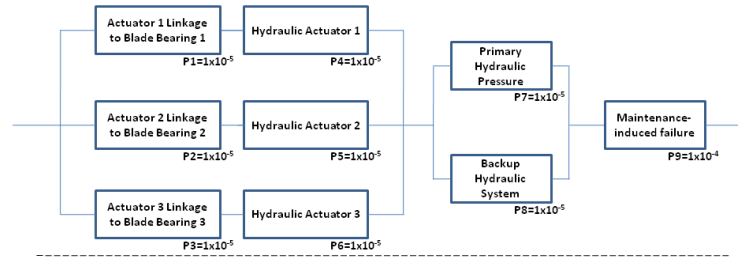 Actuator 1 Linkage
to Blade Bearing 1
P1=1x10⁻⁵
Hydraulic Actuator 1
P4=1x10⁻⁵
Actuator 2 Linkage
to Blade Bearing 2
P2=1x10⁻⁵
Hydraulic Actuator 2
P5=1x10⁻⁵
Actuator 3 Linkage
to Blade Bearing 3
P3=1x10⁻⁵
Hydraulic Actuator 3
P6=1x10⁻⁵
Primary
Hydraulic
Pressure
P7=1x10⁻⁵
Backup
Hydraulic
System
P8=1x10⁻⁵
Maintenance-
induced failure
P9=1x10⁻⁴